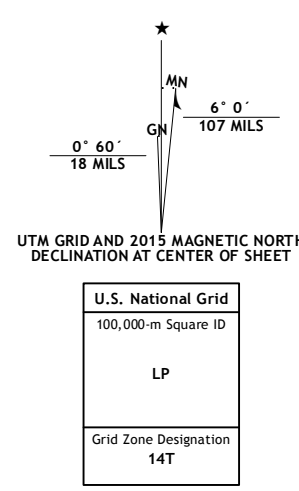 ★
MN
6° 0´
107 MILS
GN
0° 60´
18 MILS
UTM GRID AND 2015 MAGNETIC NORTH
DECLINATION AT CENTER OF SHEET
U.S. National Grid
100,000-m Square ID
LP
Grid Zone Designation
14T